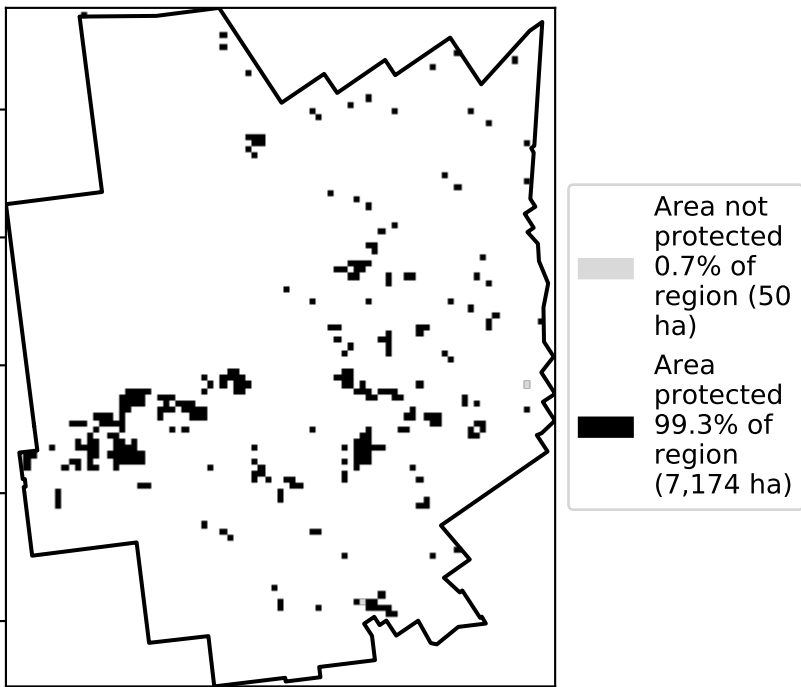 Area not
protected
0.7% of
region (50
ha)
Area
protected
99.3% of
region
(7,174 ha)